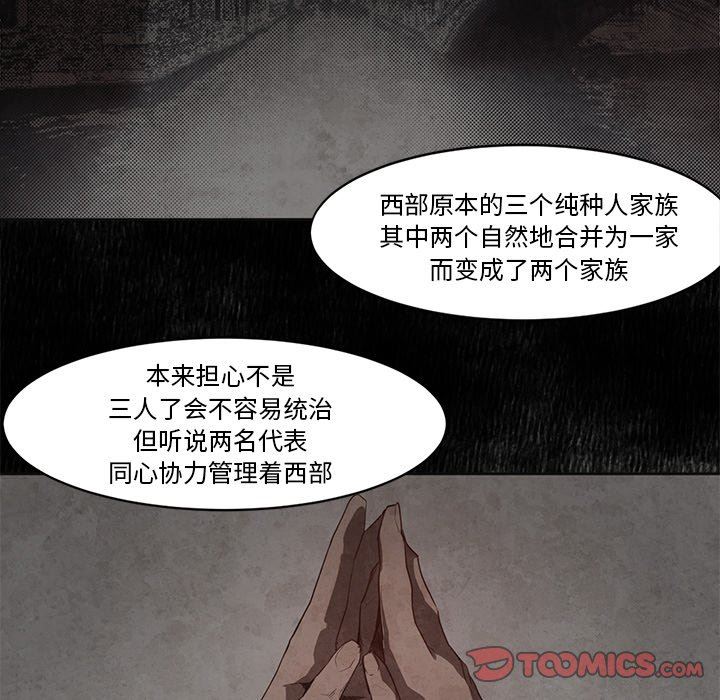 西部原本的三个纯种人家族
其中两个自然地合并为一家
而变成了两个家族
本来担心不是
三人了会不容易统治
但听说两名代表
同心协力管理着西部
TOOMICS.COM